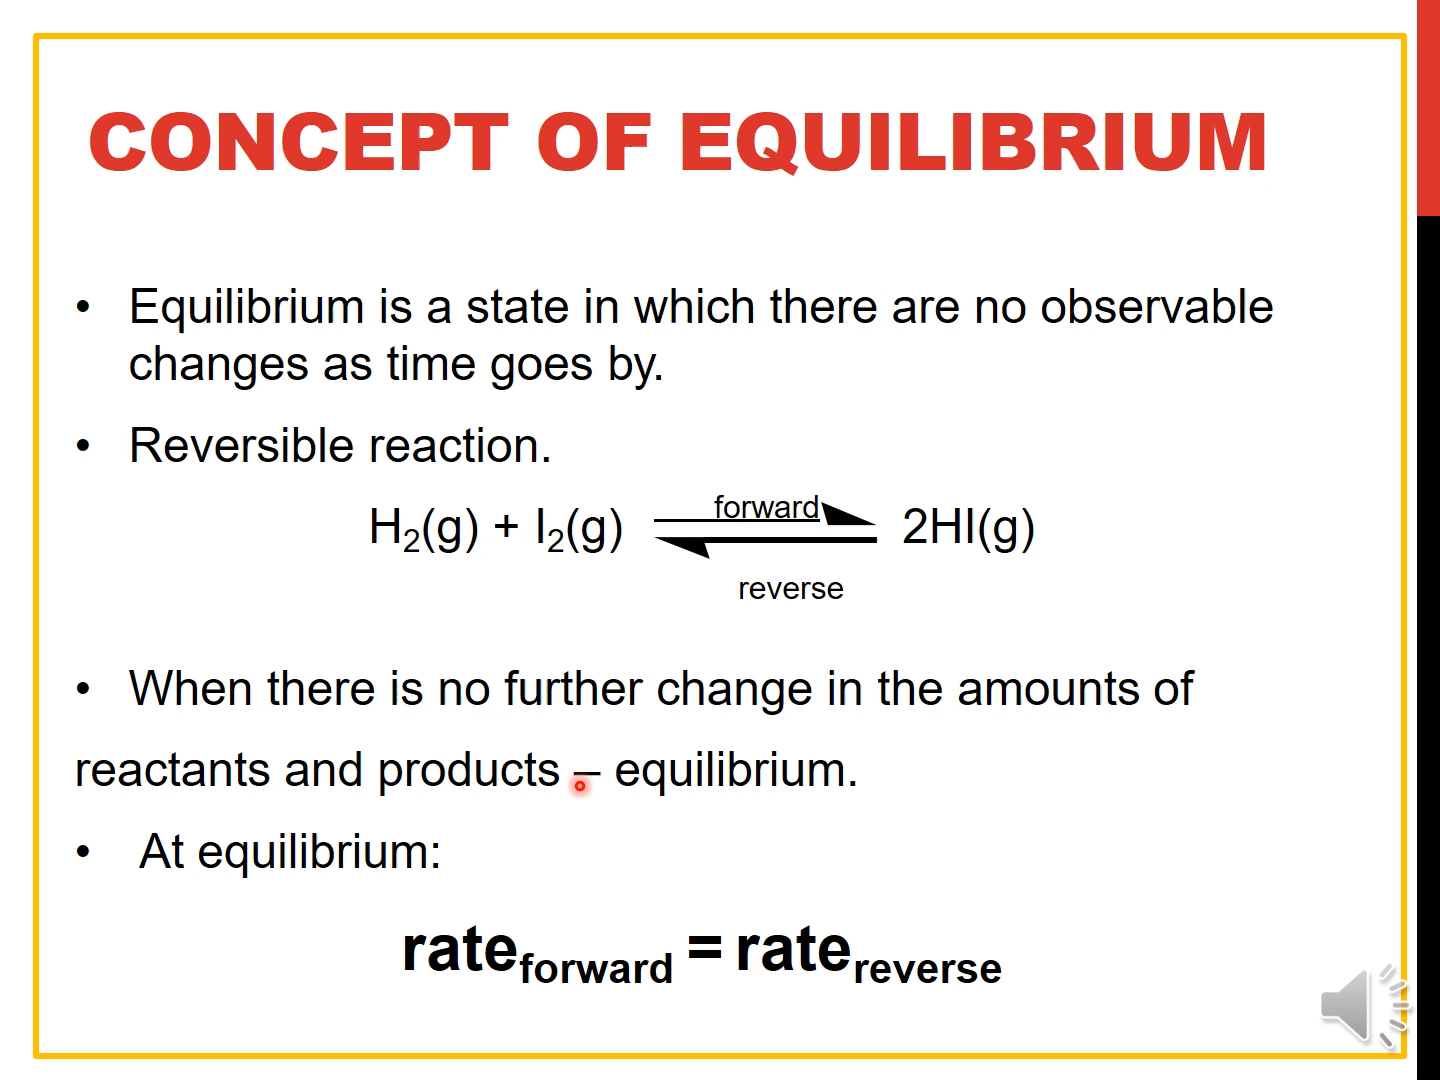 CONCEPT OF EQUILIBRIUM
• Equilibrium is a state in which there are no observable
changes as time goes by.
• Reversible reaction.
forward
H₂(g) + I₂(g) ⇌ 2HI(g)
reverse
• When there is no further change in the amounts of
reactants and products – equilibrium.
• At equilibrium:
rate_forward = rate_reverse